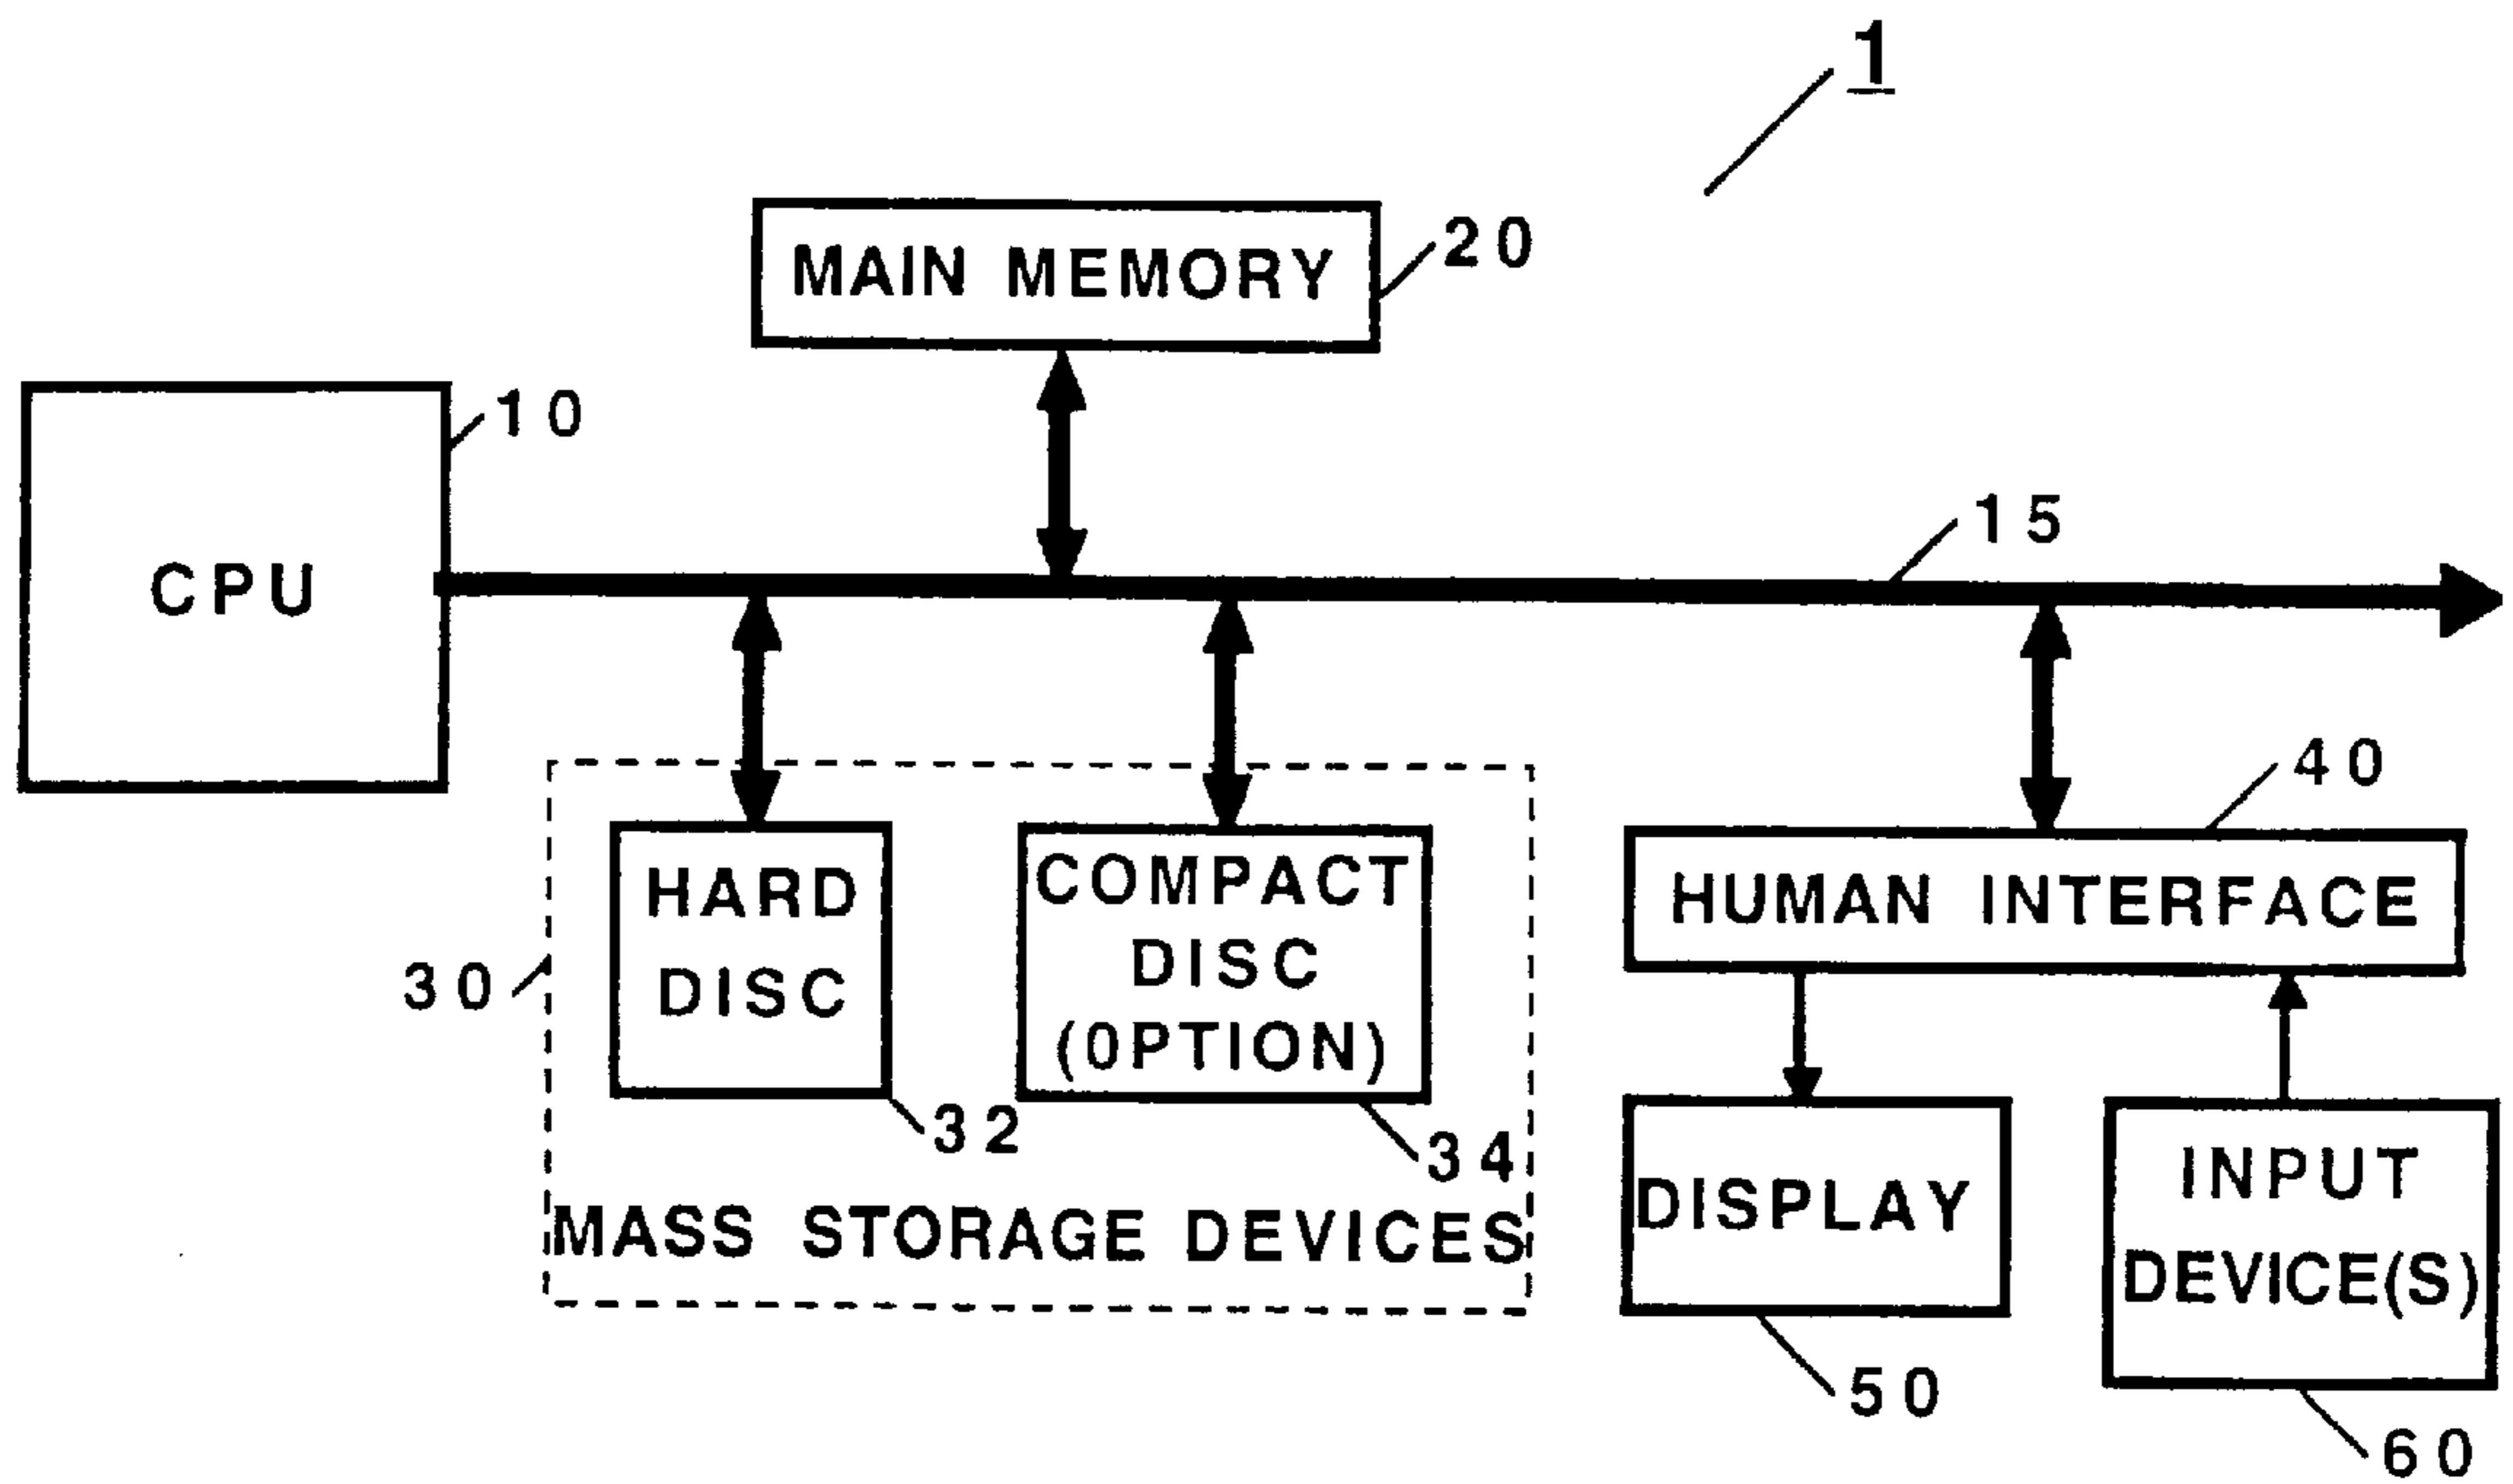 1
MAIN MEMORY
20
10
CPU
15
40
HARD
DISC
COMPACT
DISC
(OPTION)
HUMAN INTERFACE
30
32
34
MASS STORAGE DEVICES
DISPLAY
INPUT
DEVICE(S)
50
60